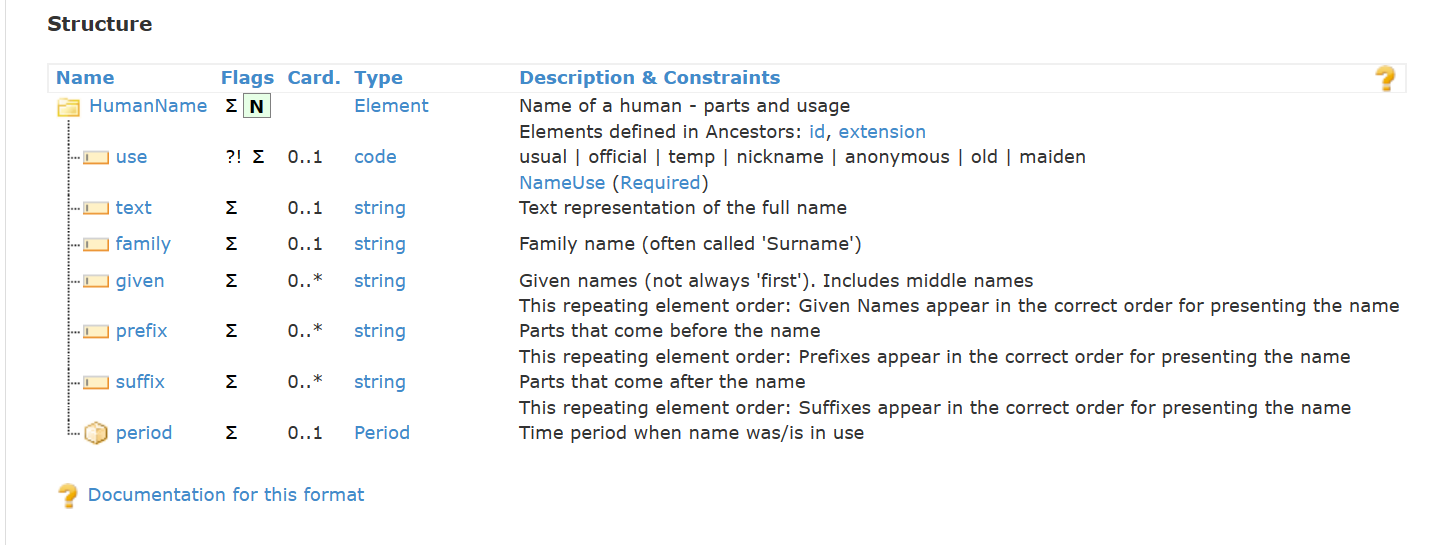 Structure
Name Flags Card. Type Description & Constraints
HumanName Σ N Element Name of a human - parts and usage
Elements defined in Ancestors: id, extension
use ?! Σ 0..1 code usual | official | temp | nickname | anonymous | old | maiden
NameUse (Required)
text Σ 0..1 string Text representation of the full name
family Σ 0..1 string Family name (often called 'Surname')
given Σ 0..* string Given names (not always 'first'). Includes middle names
This repeating element order: Given Names appear in the correct order for presenting the name
prefix Σ 0..* string Parts that come before the name
This repeating element order: Prefixes appear in the correct order for presenting the name
suffix Σ 0..* string Parts that come after the name
This repeating element order: Suffixes appear in the correct order for presenting the name
period Σ 0..1 Period Time period when name was/is in use
Documentation for this format